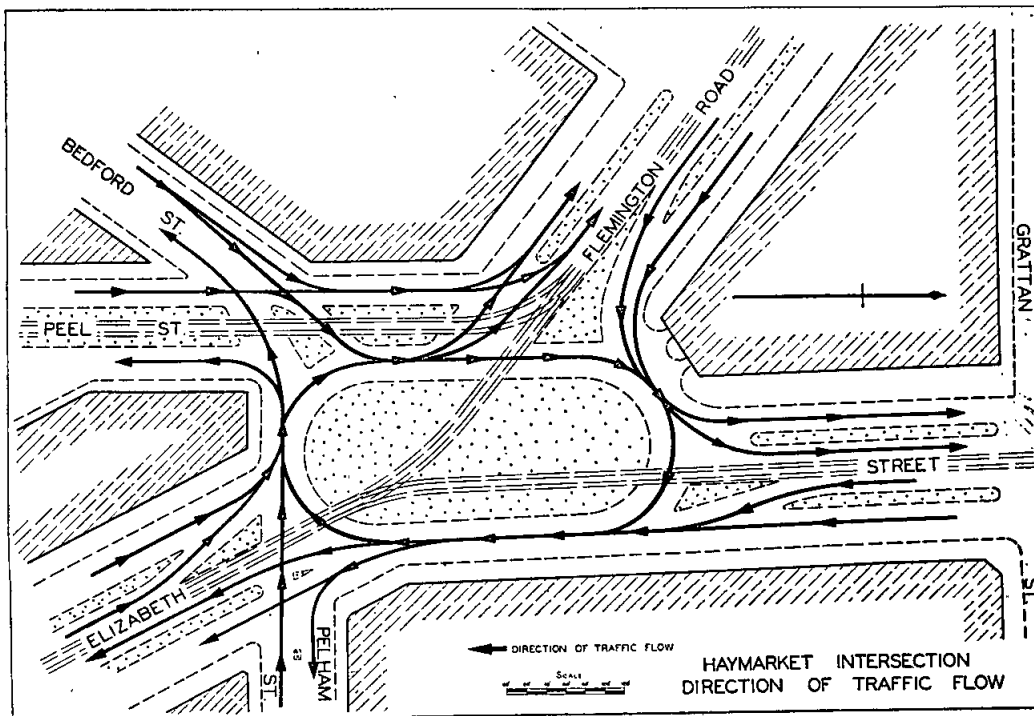 BEDFORD
ST.
PEEL ST.
FLEMINGTON
ROAD
GRATTAN
ST.
STREET
ELIZABETH
PELHAM
ST.
DIRECTION OF TRAFFIC FLOW
SCALE
HAYMARKET INTERSECTION
DIRECTION OF TRAFFIC FLOW